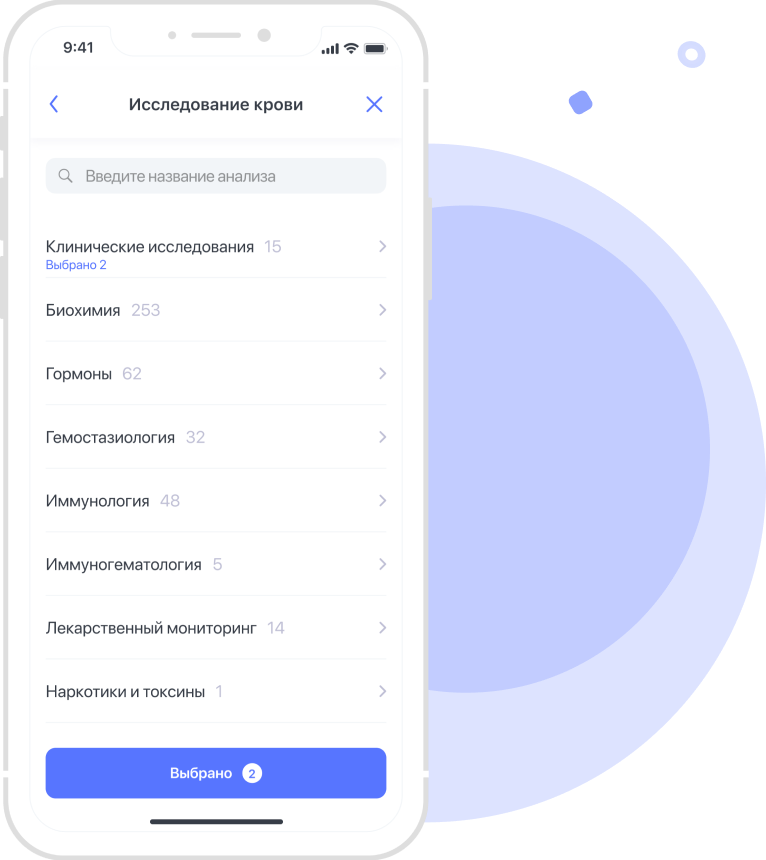 9:41
Исследование крови
Введите название анализа
Клинические исследования 15
Выбрано 2
Биохимия 253
Гормоны 62
Гемостазиология 32
Иммунология 48
Иммуногематология 5
Лекарственный мониторинг 14
Наркотики и токсины 1
Выбрано 2